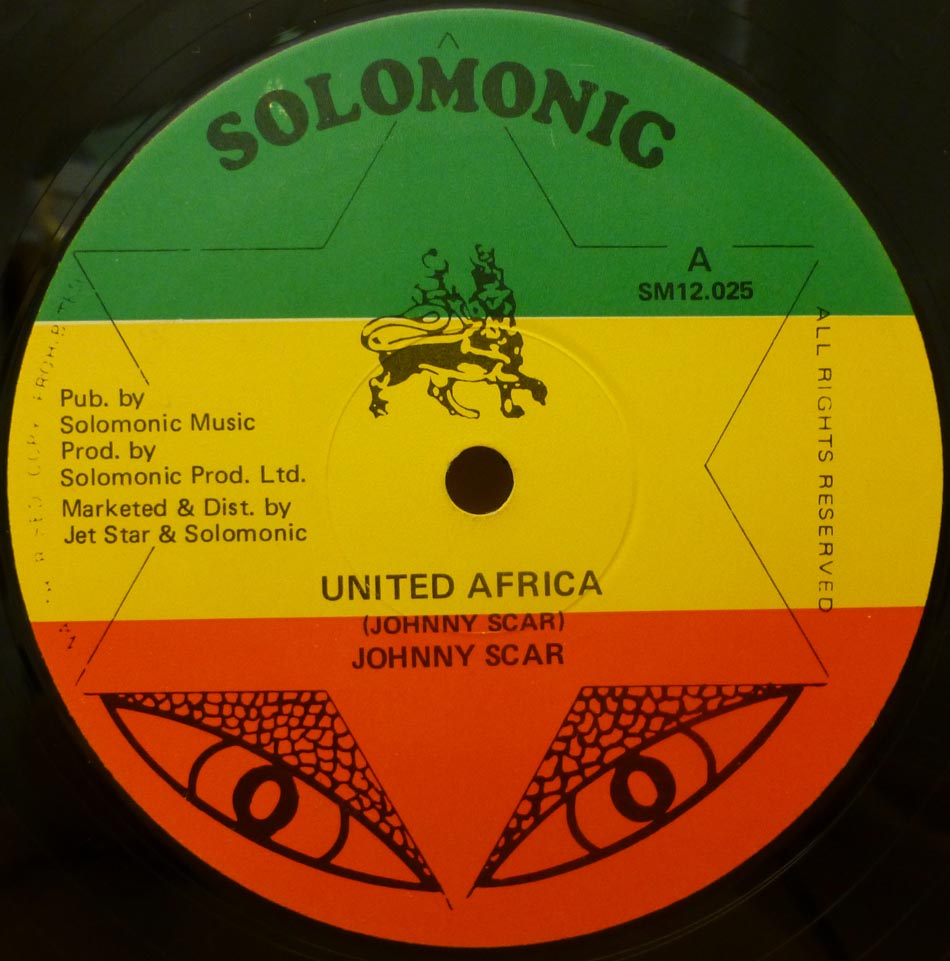 SOLOMONIC
A
SM12.025
Pub. by
Solomonic Music
Prod. by
Solomonic Prod. Ltd.
Marketed & Dist. by
Jet Star & Solomonic
UNITED AFRICA
(JOHNNY SCAR)
JOHNNY SCAR
ALL RIGHTS RESERVED